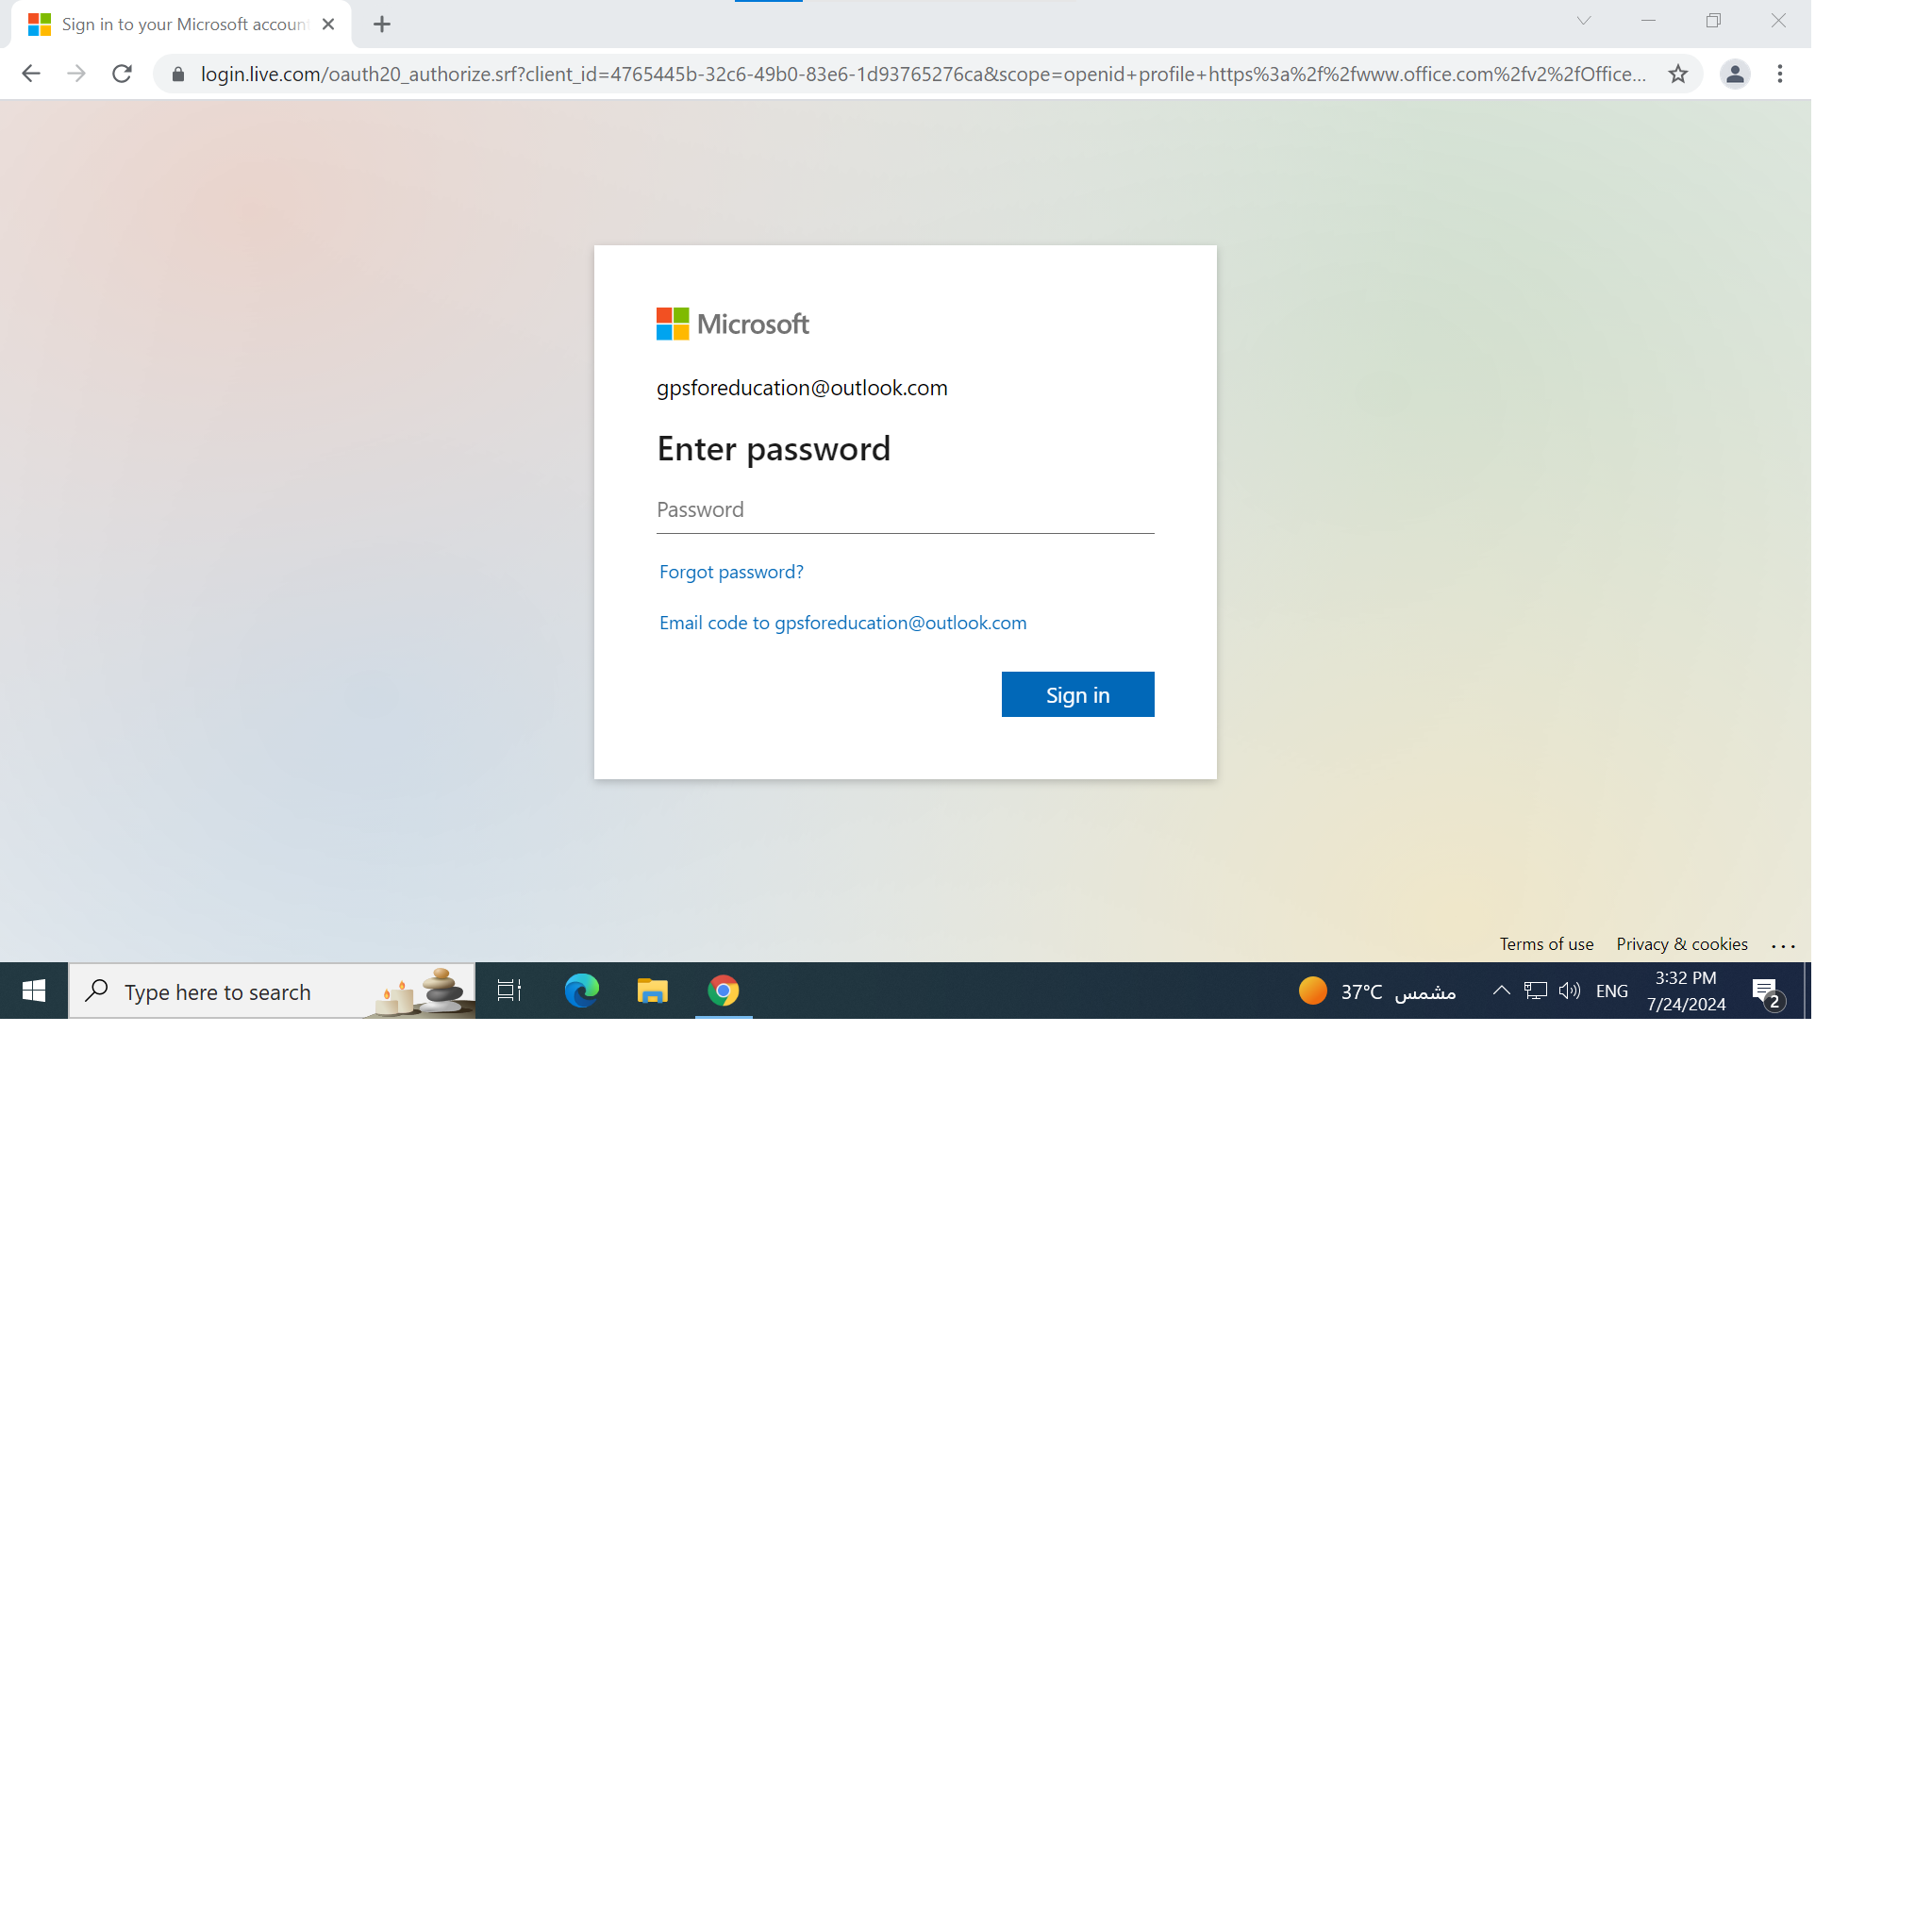 Sign in to your Microsoft accoun
login.live.com/oauth20_authorize.srf?client_id=4765445b-32c6-49b0-83e6-1d93765276ca&scope=openid+profile+https%3a%2f%2fwww.office.com%2fv2%2fOffice...
Microsoft
gpsforeducation@outlook.com
Enter password
Password
Forgot password?
Email code to gpsforeducation@outlook.com
Sign in
Terms of use Privacy & cookies ...
Type here to search
37°C مشمس
ENG
3:32 PM
7/24/2024
2